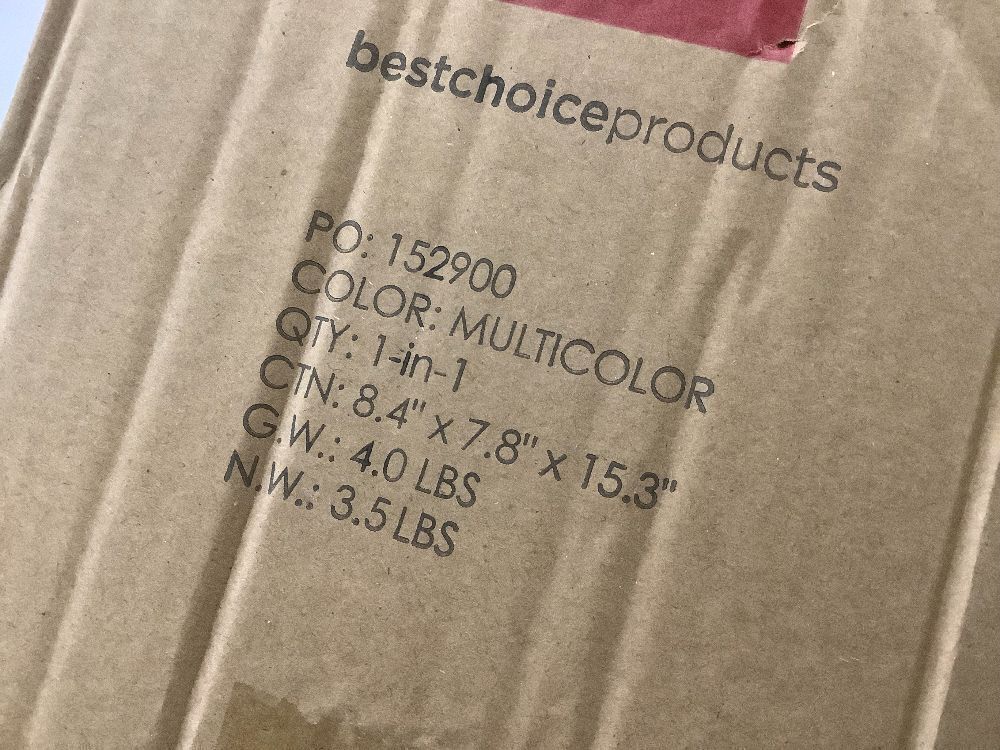 bestchoiceproducts
PO: 152900
COLOR: MULTICOLOR
QTY: 1-in-1
CTN: 8.4" x 7.8" x 15.3"
G.W.: 4.0 LBS
N.W.: 3.5 LBS